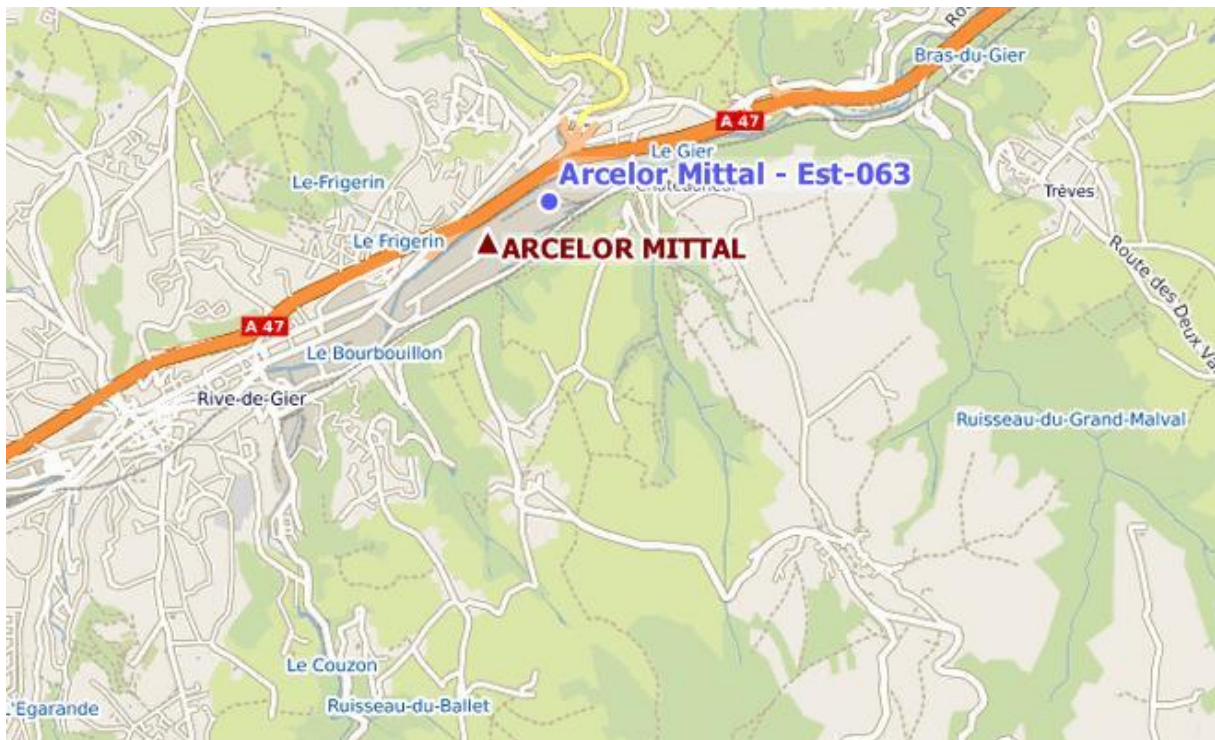 Bras-du-Gier
A 47
Le Gier
Arcelor Mittal - Est-063
Le-Frigerin
Trèves
Le Frigerin
ARCELOR MITTAL
Route des Deux Va
A 47
Le Bourbouillon
Rive-de-Gier
Ruisseau-du-Grand-Malval
Le Couzon
Ruisseau-du-Ballet
L'Egarande